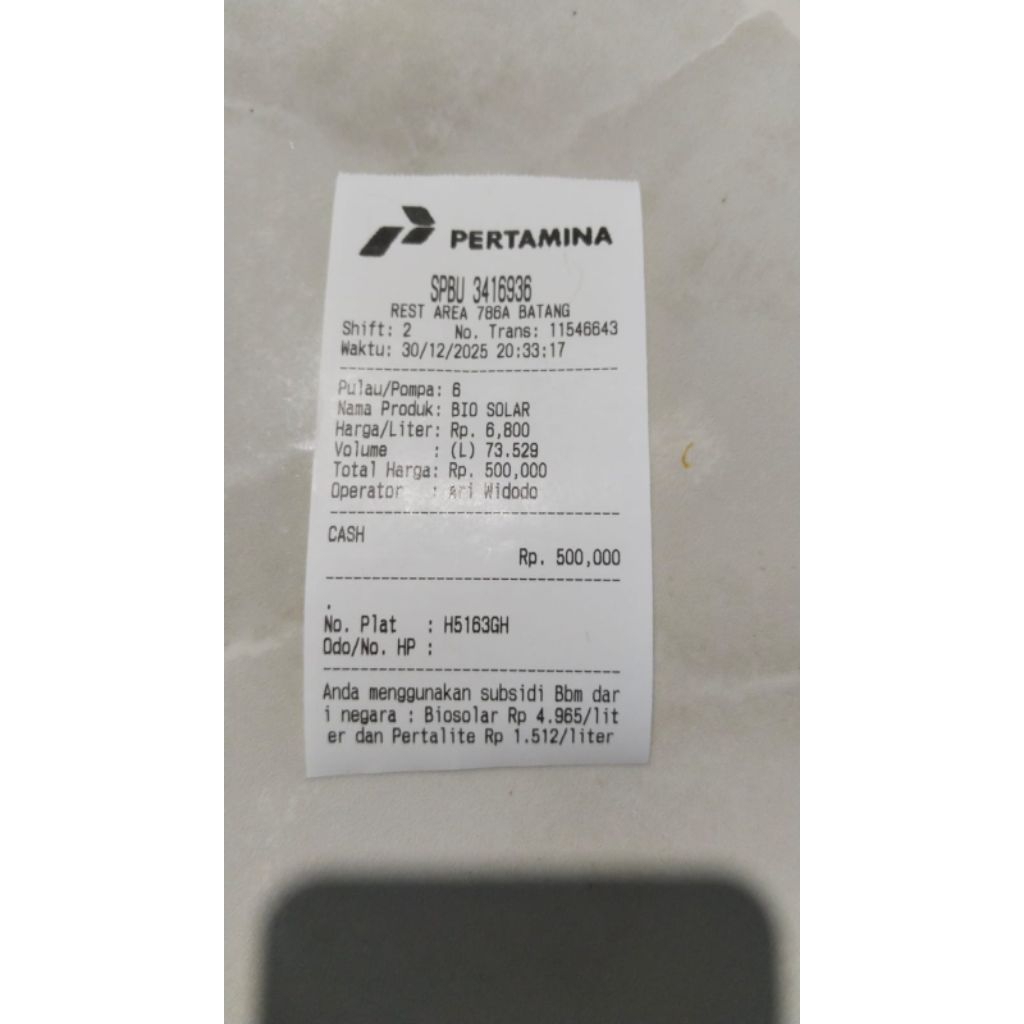 PERTAMINA
SPBU 3416936
REST AREA 786A BATANG
Shift: 2 No. Trans: 11546643
Waktu: 30/12/2025 20:33:17
Pulau/Pompa: 6
Nama Produk: BIO SOLAR
Harga/Liter: Rp. 6,800
Volume : (L) 73.529
Total Harga: Rp. 500,000
Operator : Ari Widodo
CASH
Rp. 500,000
.
No. Plat : H5163GH
Odo/No. HP :
Anda menggunakan subsidi Bbm dar
i negara : Biosolar Rp 4.965/lit
er dan Pertalite Rp 1.512/liter